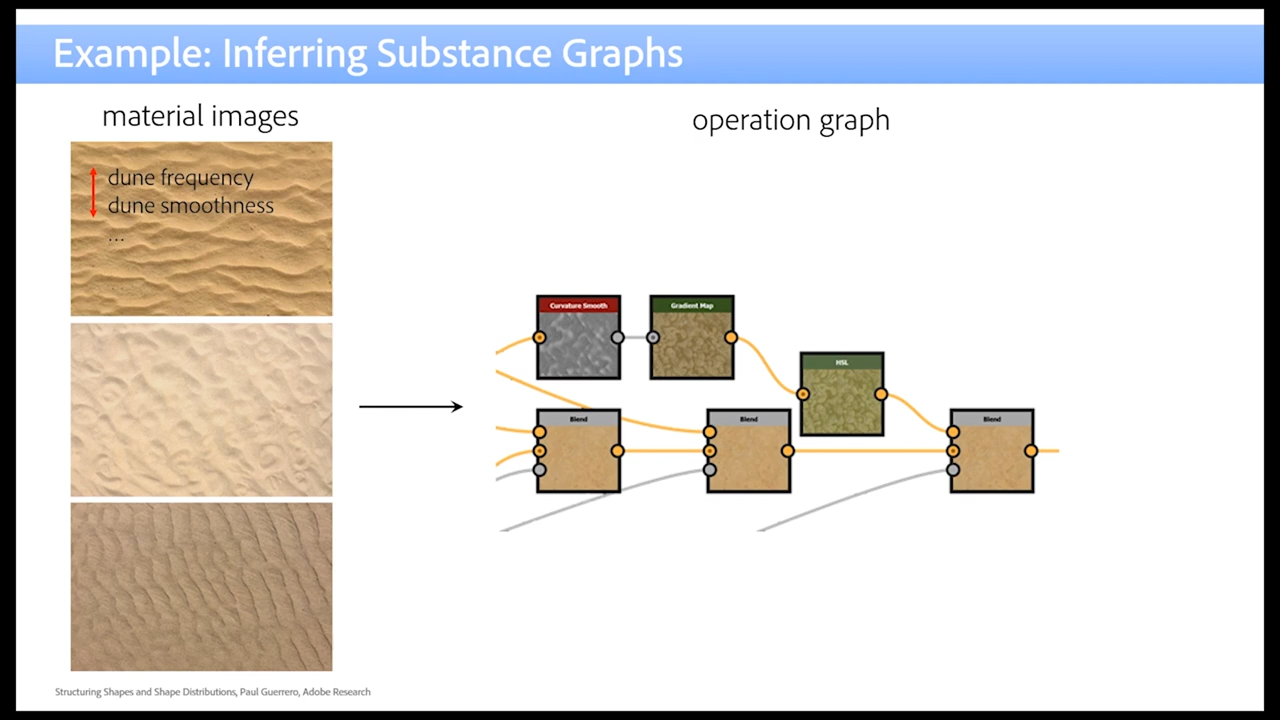 Example: Inferring Substance Graphs
material images
operation graph
dune frequency
dune smoothness
...
Curvature Smooth
Gradient Map
HSL
Blend
Blend
Blend
Structuring Shapes and Shape Distributions, Paul Guerrero, Adobe Research